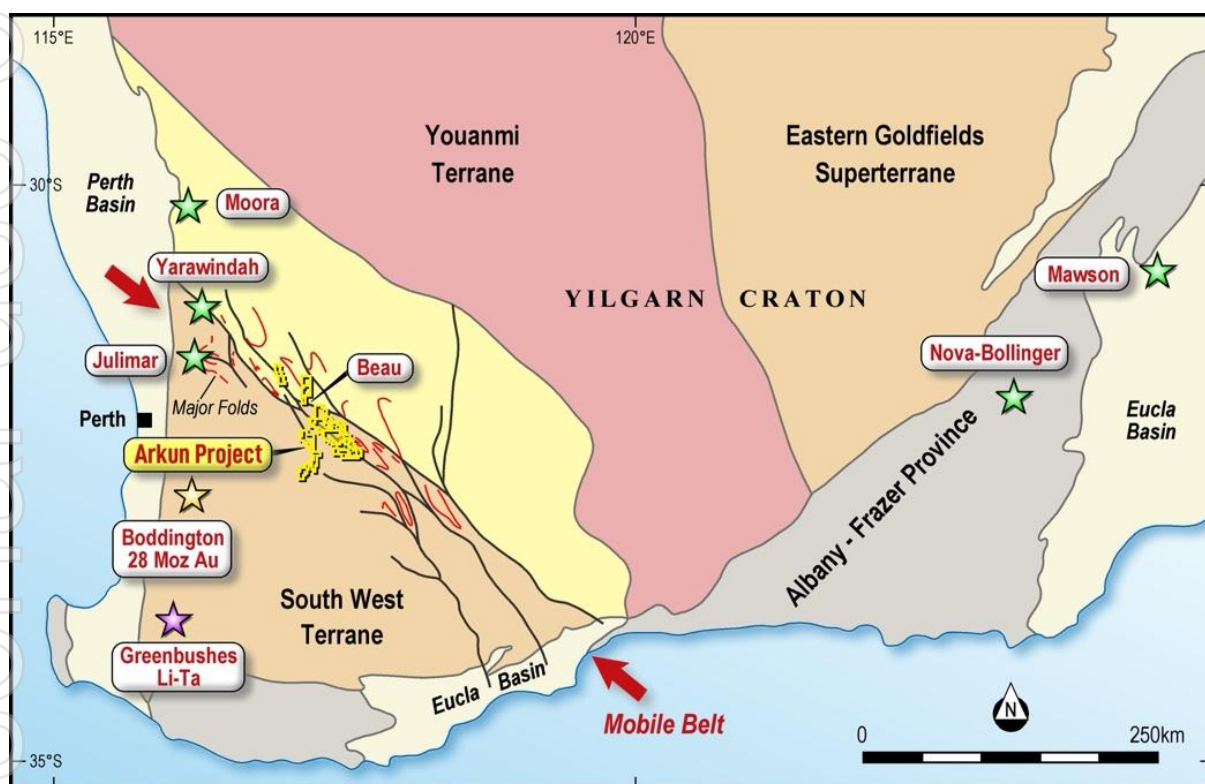 115°E
120°E
Youanmi
Terrane
Eastern Goldfields
Superterrane
30°S
Perth
Basin
Moora
Yarawindah
Mawson
YILGARN CRATON
Julimar
Beau
Nova-Bollinger
Major Folds
Perth
Eucla
Basin
Arkun Project
Albany - Frazer Province
Boddington
28 Moz Au
South West
Terrane
Greenbushes
Li-Ta
Eucla Basin
Mobile Belt
N
0 250km
35°S